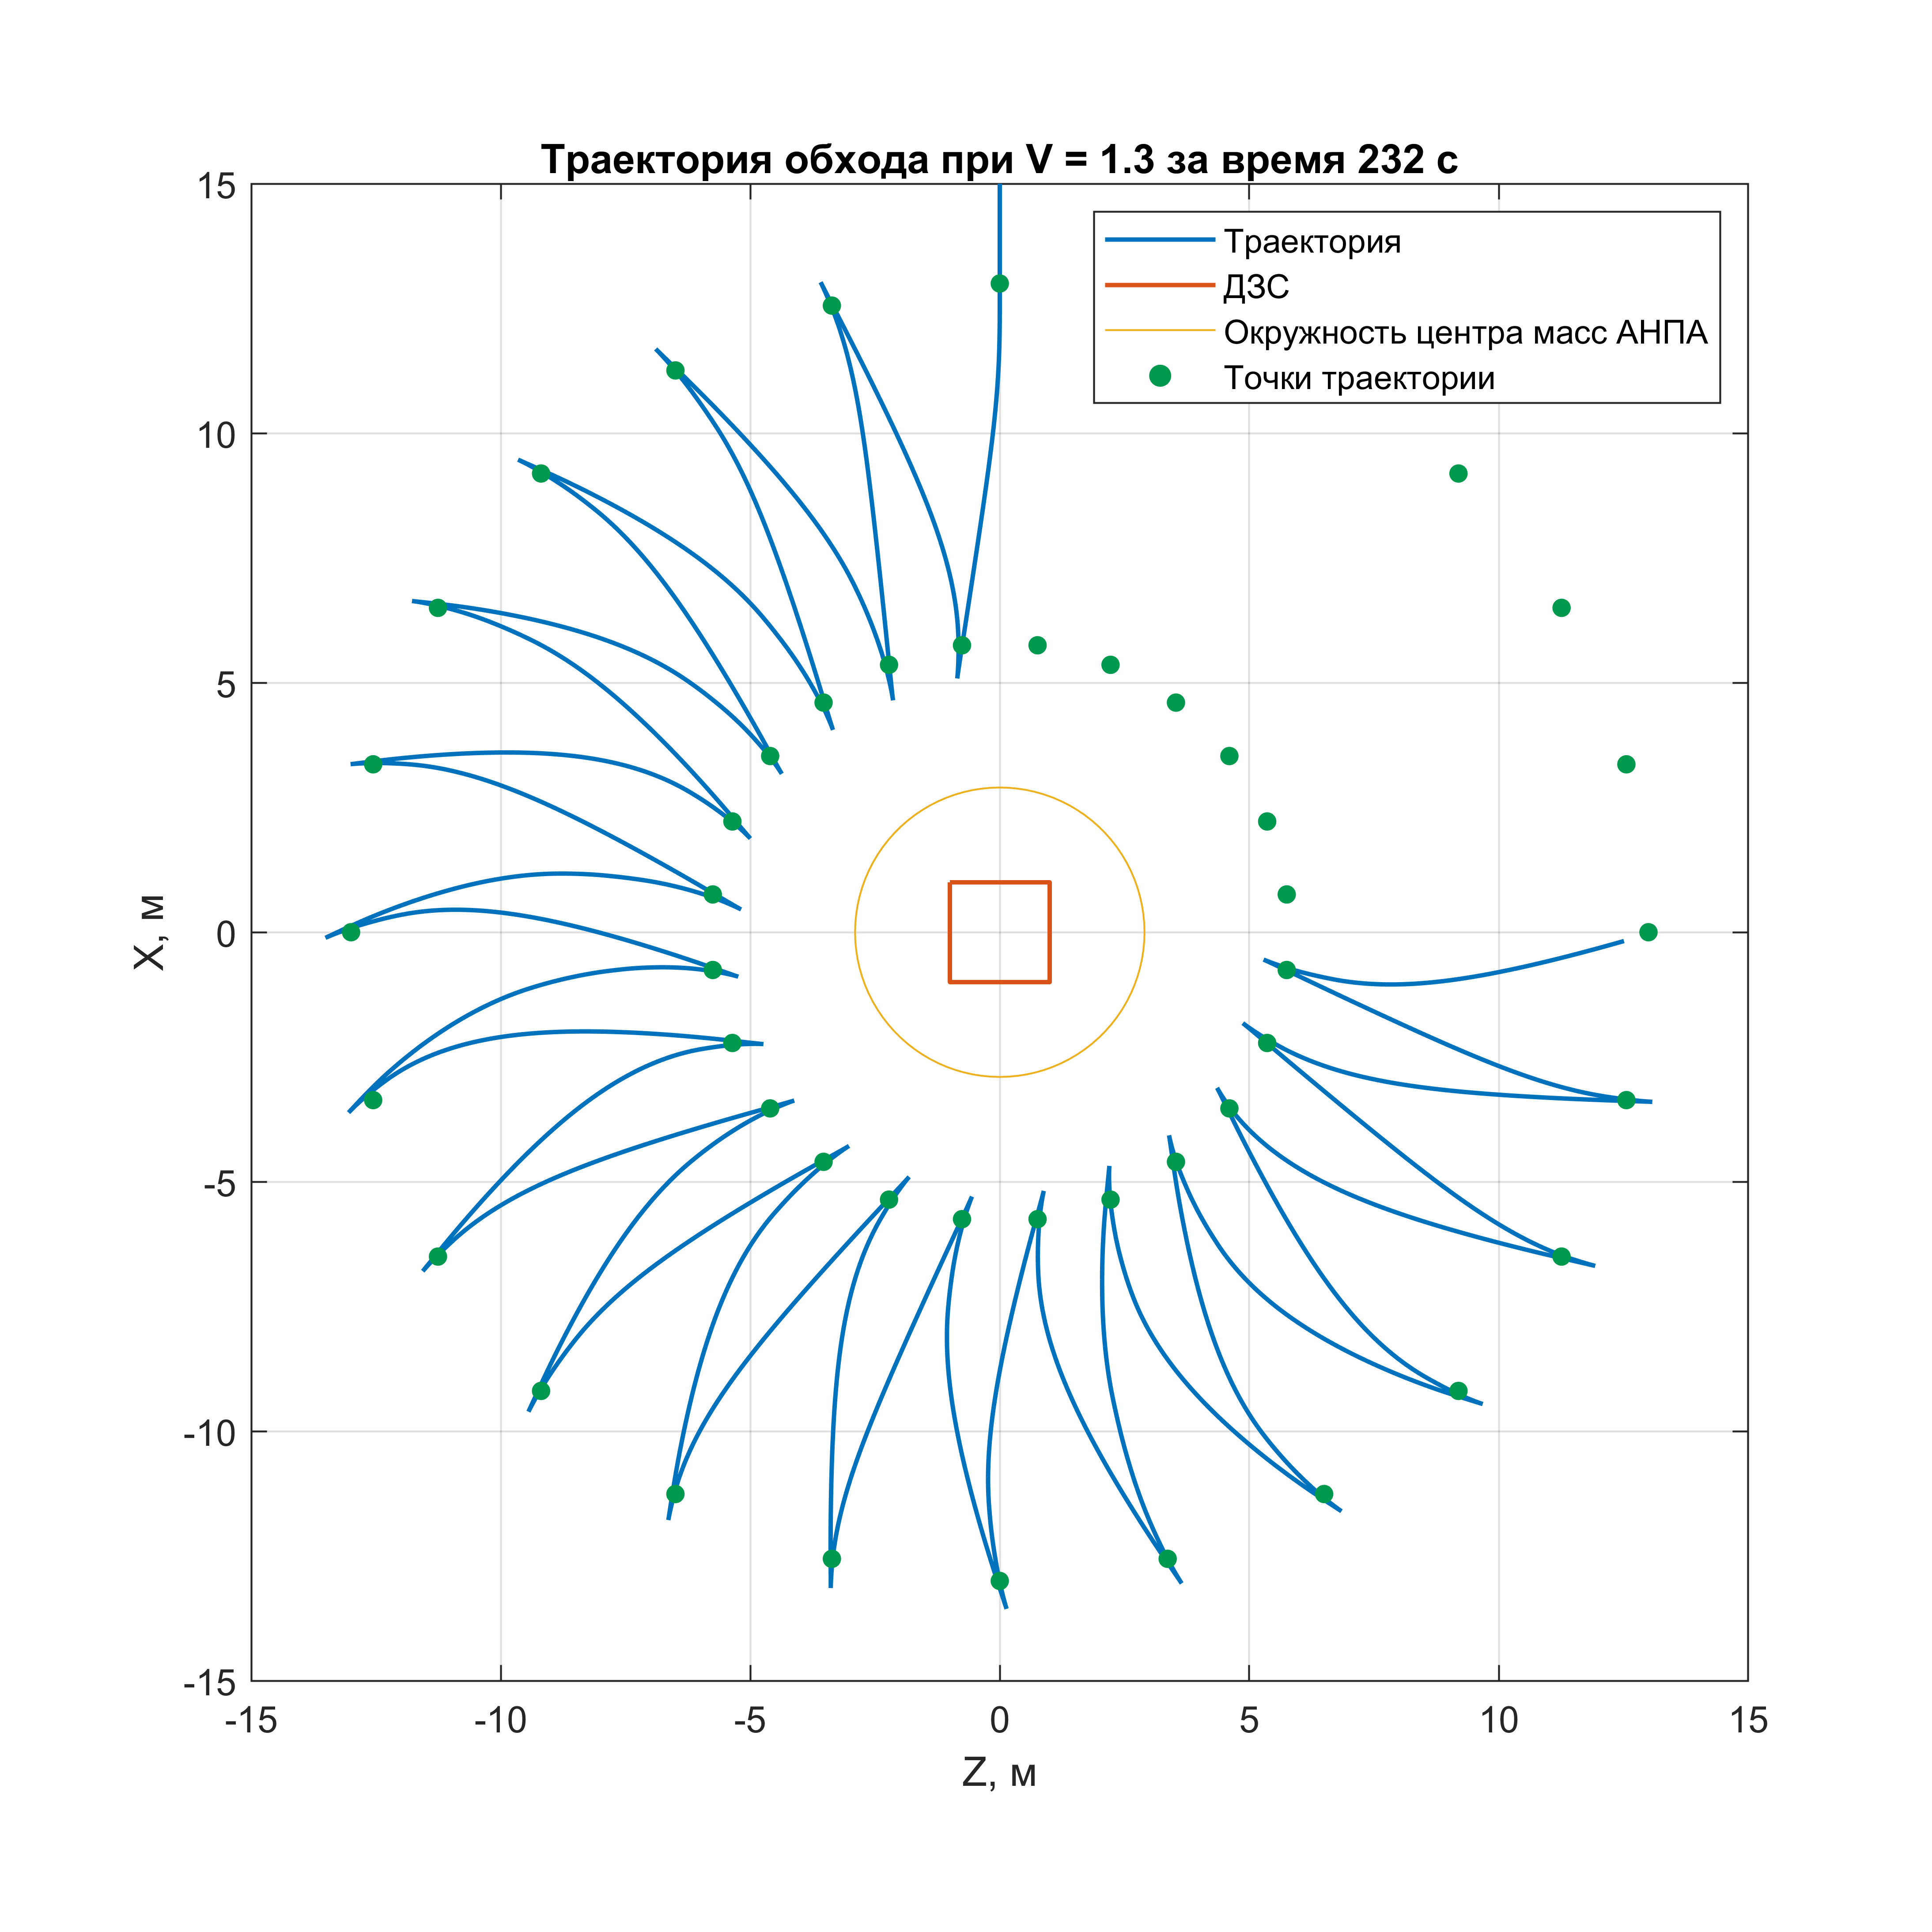 Траектория обхода при V = 1.3 за время 232 с
Траектория
ДЗС
Окружность центра масс АНПА
Точки траектории
15
10
5
0
-5
-10
-15
X, м
-15
-10
-5
0
5
10
15
Z, м